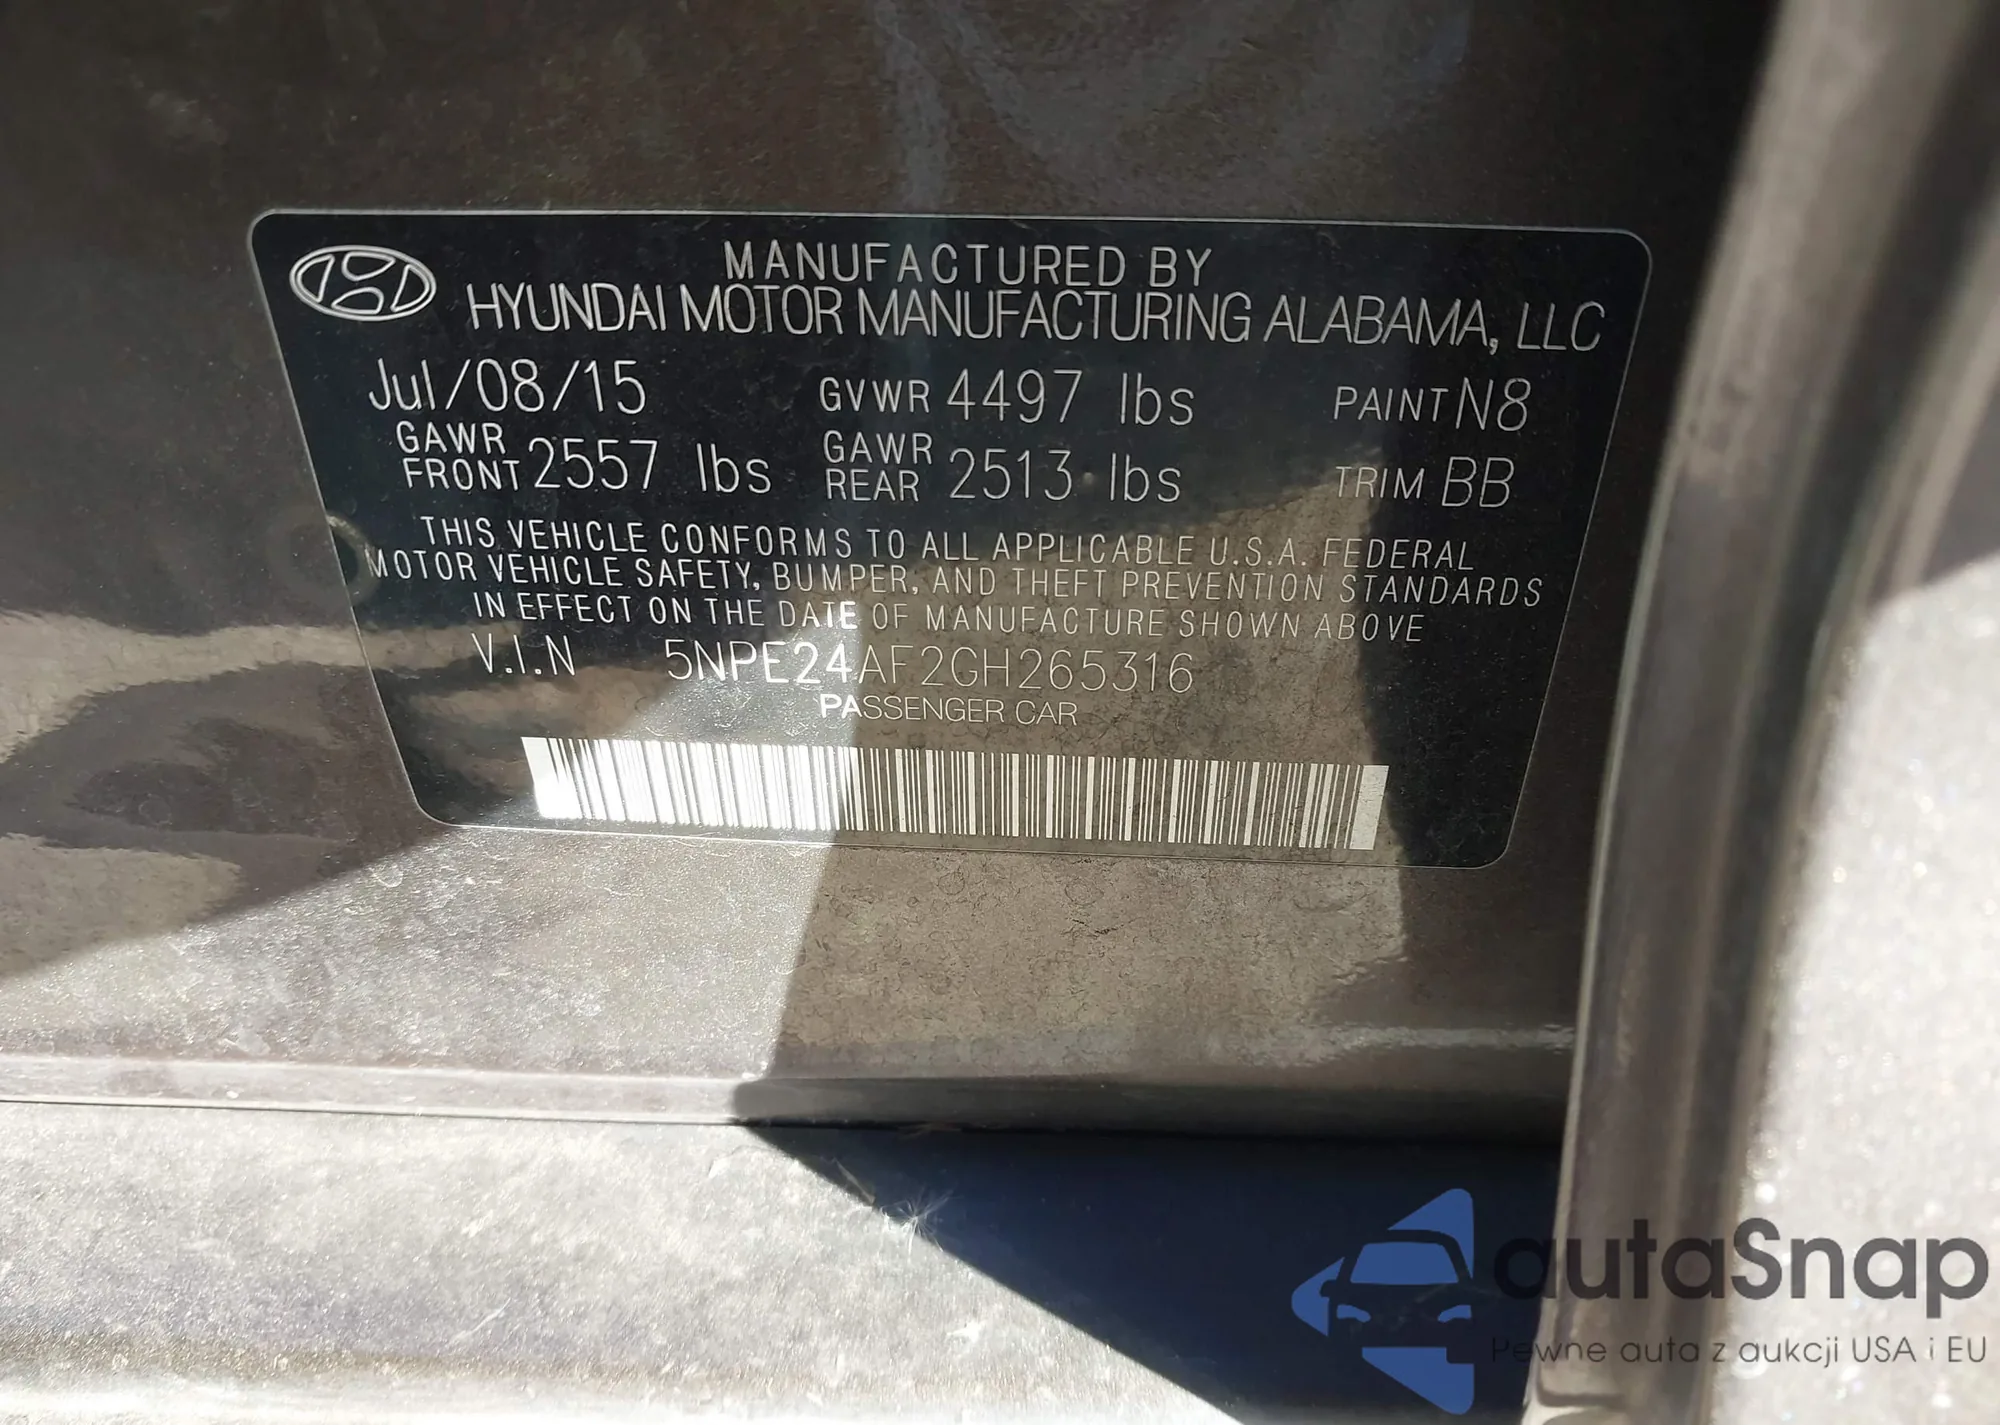 MANUFACTURED BY
HYUNDAI MOTOR MANUFACTURING ALABAMA, LLC
Jul/08/15 GVWR 4497 lbs PAINT N8
GAWR FRONT 2557 lbs GAWR REAR 2513 lbs TRIM BB
THIS VEHICLE CONFORMS TO ALL APPLICABLE U.S.A. FEDERAL
MOTOR VEHICLE SAFETY, BUMPER, AND THEFT PREVENTION STANDARDS
IN EFFECT ON THE DATE OF MANUFACTURE SHOWN ABOVE
V.I.N 5NPE24AF2GH265316
PASSENGER CAR
autaSnap
Pewne auta z aukcji USA i EU